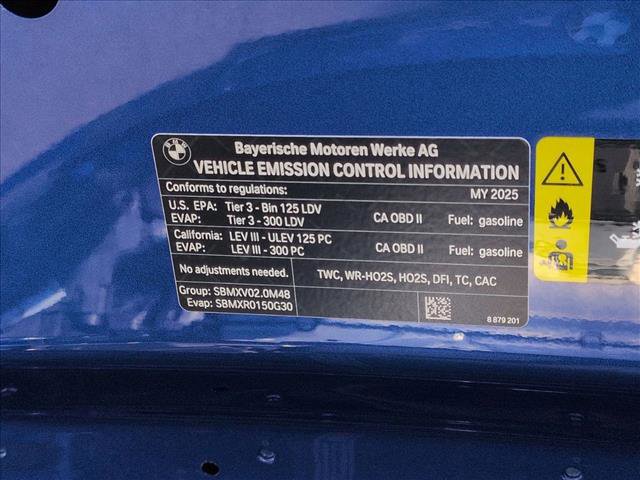 BMW
Bayerische Motoren Werke AG
VEHICLE EMISSION CONTROL INFORMATION
Conforms to regulations: MY 2025
U.S. EPA: Tier 3 - Bin 125 LDV CA OBD II Fuel: gasoline
EVAP: Tier 3 - 300 LDV
California: LEV III - ULEV 125 PC CA OBD II Fuel: gasoline
EVAP: LEV III - 300 PC
No adjustments needed. TWC, WR-HO2S, HO2S, DFI, TC, CAC
Group: SBMXV02.0M48
Evap: SBMXR0150G30
8 879 201